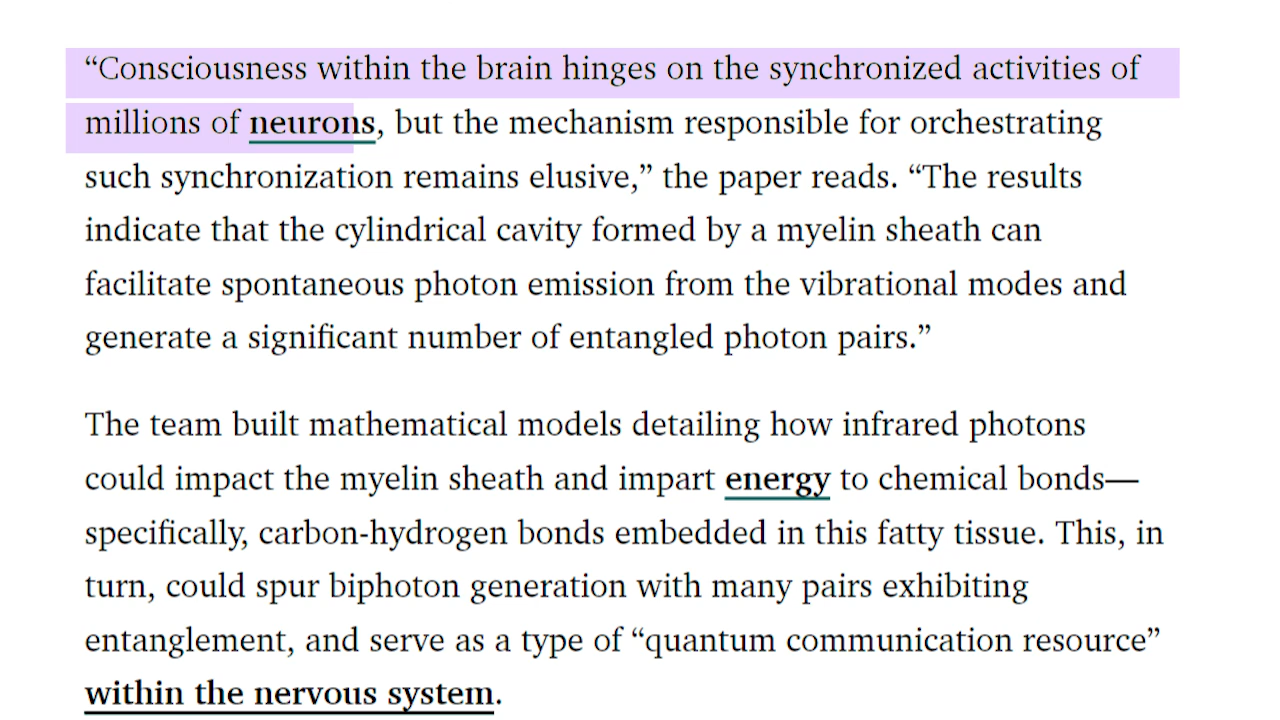 “Consciousness within the brain hinges on the synchronized activities of
millions of neurons, but the mechanism responsible for orchestrating
such synchronization remains elusive,” the paper reads. “The results
indicate that the cylindrical cavity formed by a myelin sheath can
facilitate spontaneous photon emission from the vibrational modes and
generate a significant number of entangled photon pairs.”
The team built mathematical models detailing how infrared photons
could impact the myelin sheath and impart energy to chemical bonds—
specifically, carbon-hydrogen bonds embedded in this fatty tissue. This, in
turn, could spur biphoton generation with many pairs exhibiting
entanglement, and serve as a type of “quantum communication resource”
within the nervous system.